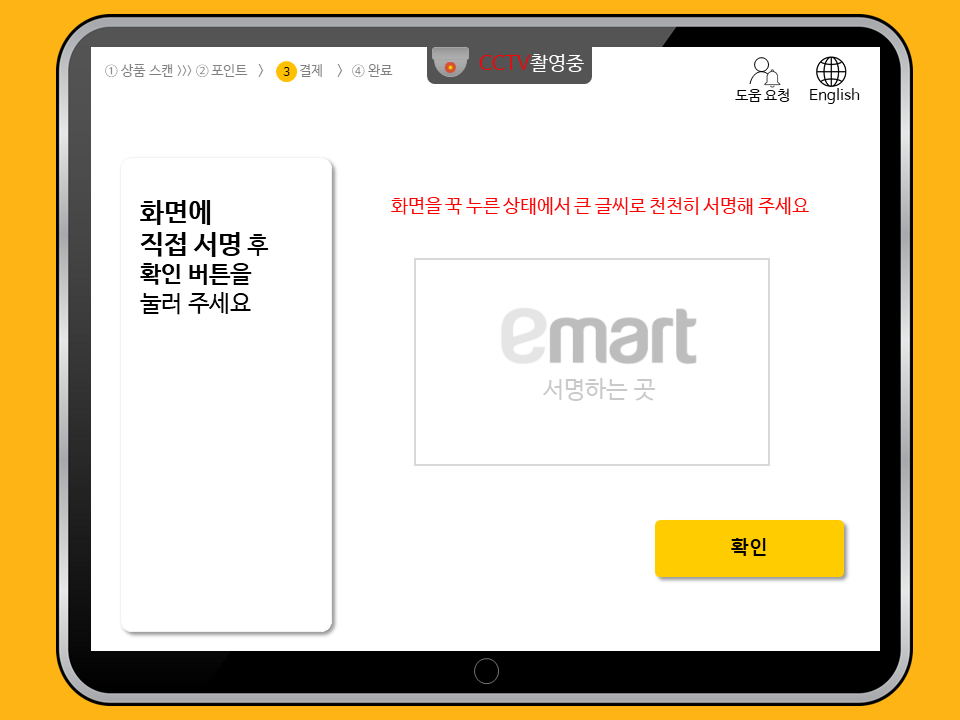 ① 상품 스캔 >>> ② 포인트 > 3 결제 > ④ 완료
CCTV촬영중
도움 요청
English
화면에
직접 서명 후
확인 버튼을
눌러 주세요
화면을 꾹 누른 상태에서 큰 글씨로 천천히 서명해 주세요
emart
서명하는 곳
확인